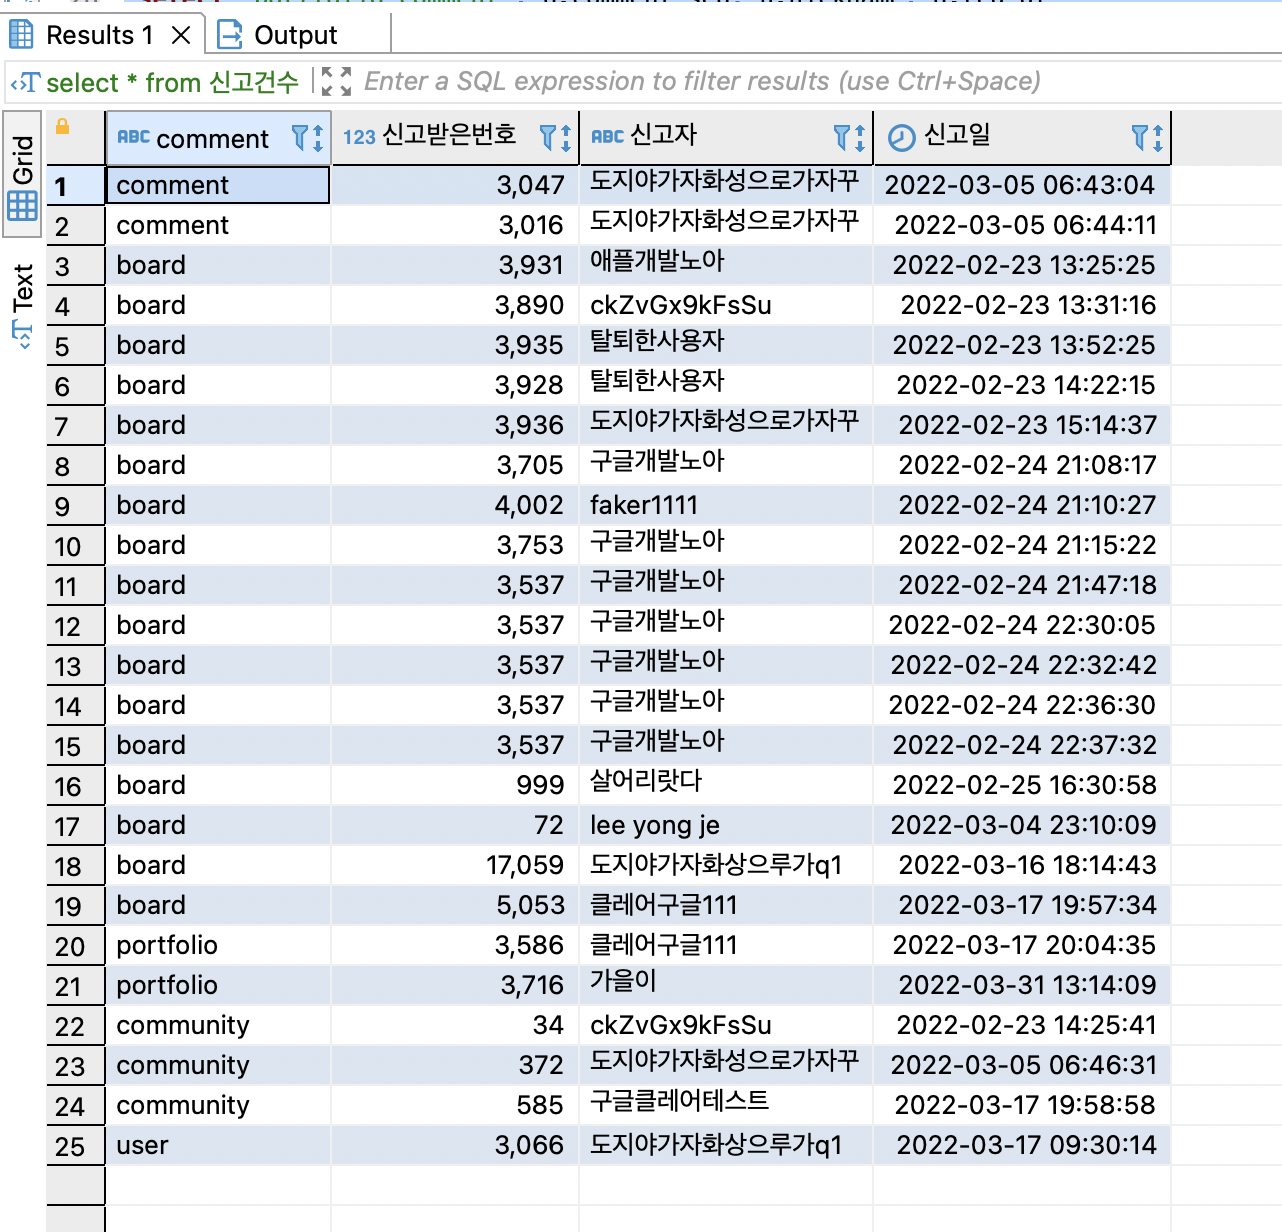 Results 1 Output
select * from 신고건수 Enter a SQL expression to filter results (use Ctrl+Space)
Grid
Text
ABC comment 123 신고받은번호 ABC 신고자 신고일
1 comment 3,047 도지야가자화성으로가자꾸 2022-03-05 06:43:04
2 comment 3,016 도지야가자화성으로가자꾸 2022-03-05 06:44:11
3 board 3,931 애플개발노아 2022-02-23 13:25:25
4 board 3,890 ckZvGx9kFsSu 2022-02-23 13:31:16
5 board 3,935 탈퇴한사용자 2022-02-23 13:52:25
6 board 3,928 탈퇴한사용자 2022-02-23 14:22:15
7 board 3,936 도지야가자화성으로가자꾸 2022-02-23 15:14:37
8 board 3,705 구글개발노아 2022-02-24 21:08:17
9 board 4,002 faker1111 2022-02-24 21:10:27
10 board 3,753 구글개발노아 2022-02-24 21:15:22
11 board 3,537 구글개발노아 2022-02-24 21:47:18
12 board 3,537 구글개발노아 2022-02-24 22:30:05
13 board 3,537 구글개발노아 2022-02-24 22:32:42
14 board 3,537 구글개발노아 2022-02-24 22:36:30
15 board 3,537 구글개발노아 2022-02-24 22:37:32
16 board 999 살어리랏다 2022-02-25 16:30:58
17 board 72 lee yong je 2022-03-04 23:10:09
18 board 17,059 도지야가자화상으루가q1 2022-03-16 18:14:43
19 board 5,053 클레어구글111 2022-03-17 19:57:34
20 portfolio 3,586 클레어구글111 2022-03-17 20:04:35
21 portfolio 3,716 가을이 2022-03-31 13:14:09
22 community 34 ckZvGx9kFsSu 2022-02-23 14:25:41
23 community 372 도지야가자화성으로가자꾸 2022-03-05 06:46:31
24 community 585 구글클레어테스트 2022-03-17 19:58:58
25 user 3,066 도지야가자화상으루가q1 2022-03-17 09:30:14